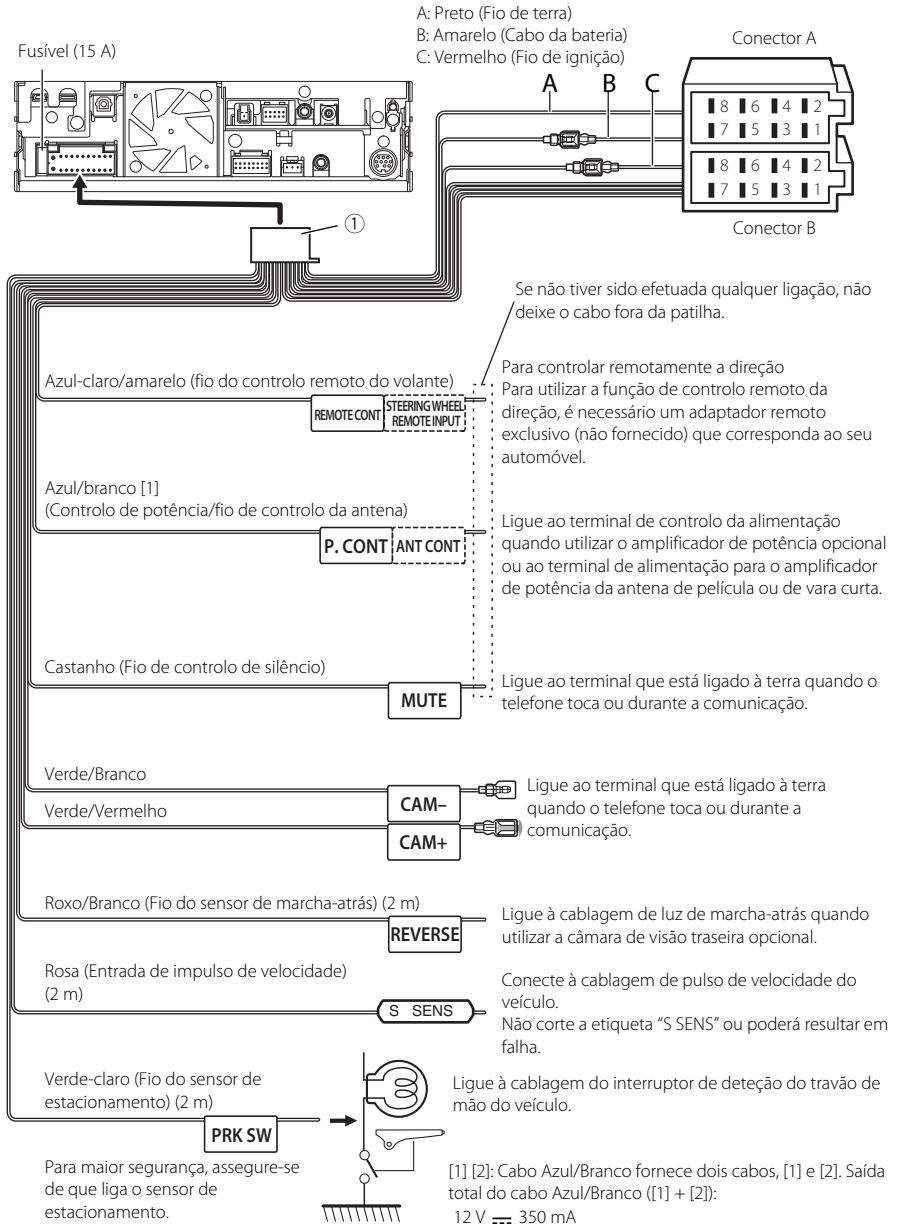 A: Preto (Fio de terra)
B: Amarelo (Cabo da bateria)
C: Vermelho (Fio de ignição)
Fusível (15 A)
Conector A
A B C
8 6 4 2
7 5 3 1
8 6 4 2
7 5 3 1
Conector B
①
Se não tiver sido efetuada qualquer ligação, não
deixe o cabo fora da patilha.
Azul-claro/amarelo (fio do controlo remoto do volante)
REMOTE CONT
STEERING WHEEL
REMOTE INPUT
Para controlar remotamente a direção
Para utilizar a função de controlo remoto da
direção, é necessário um adaptador remoto
exclusivo (não fornecido) que corresponda ao seu
automóvel.
Azul/branco [1]
(Controlo de potência/fio de controlo da antena)
P. CONT
ANT CONT
Ligue ao terminal de controlo da alimentação
quando utilizar o amplificador de potência opcional
ou ao terminal de alimentação para o amplificador
de potência da antena de película ou de vara curta.
Castanho (Fio de controlo de silêncio)
MUTE
Ligue ao terminal que está ligado à terra quando o
telefone toca ou durante a comunicação.
Verde/Branco
CAM–
Verde/Vermelho
CAM+
Ligue ao terminal que está ligado à terra
quando o telefone toca ou durante a
comunicação.
Roxo/Branco (Fio do sensor de marcha-atrás) (2 m)
REVERSE
Ligue à cablagem de luz de marcha-atrás quando
utilizar a câmara de visão traseira opcional.
Rosa (Entrada de impulso de velocidade)
(2 m)
S SENS
Conecte à cablagem de pulso de velocidade do
veículo.
Não corte a etiqueta “S SENS” ou poderá resultar em
falha.
Verde-claro (Fio do sensor de
estacionamento) (2 m)
PRK SW
Ligue à cablagem do interruptor de deteção do travão de
mão do veículo.
Para maior segurança, assegure-se
de que liga o sensor de
estacionamento.
[1] [2]: Cabo Azul/Branco fornece dois cabos, [1] e [2]. Saída
total do cabo Azul/Branco ([1] + [2]):
12 V ⎓ 350 mA